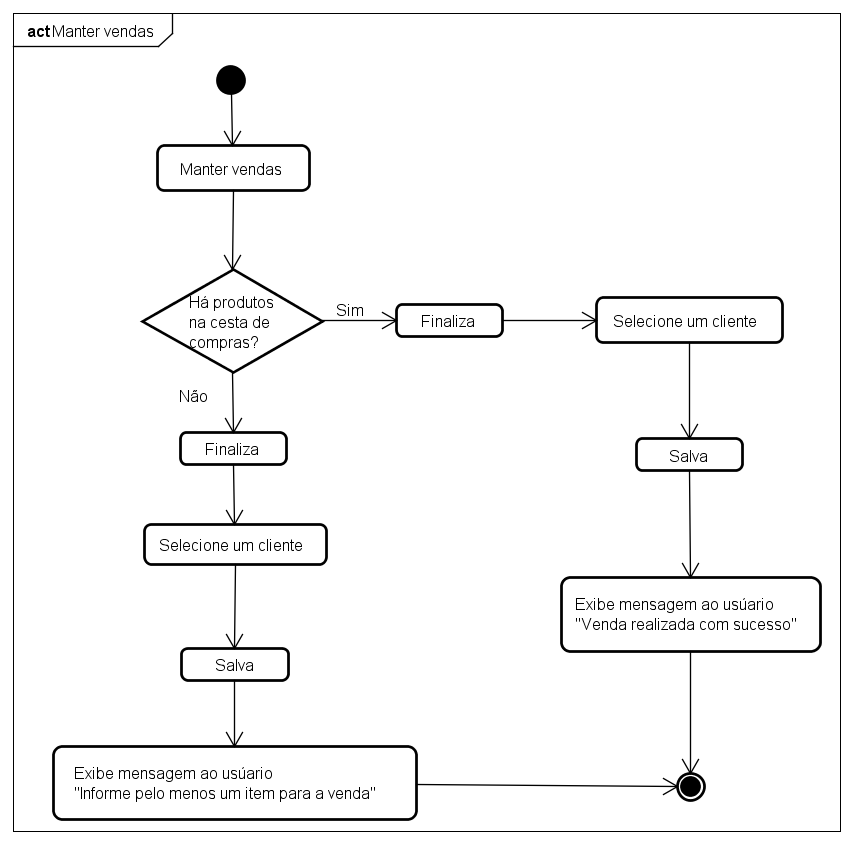 act Manter vendas
Manter vendas
Há produtos
na cesta de
compras?
Sim
Finaliza
Selecione um cliente
Não
Finaliza
Salva
Selecione um cliente
Exibe mensagem ao usúario
"Venda realizada com sucesso"
Salva
Exibe mensagem ao usúario
"Informe pelo menos um item para a venda"